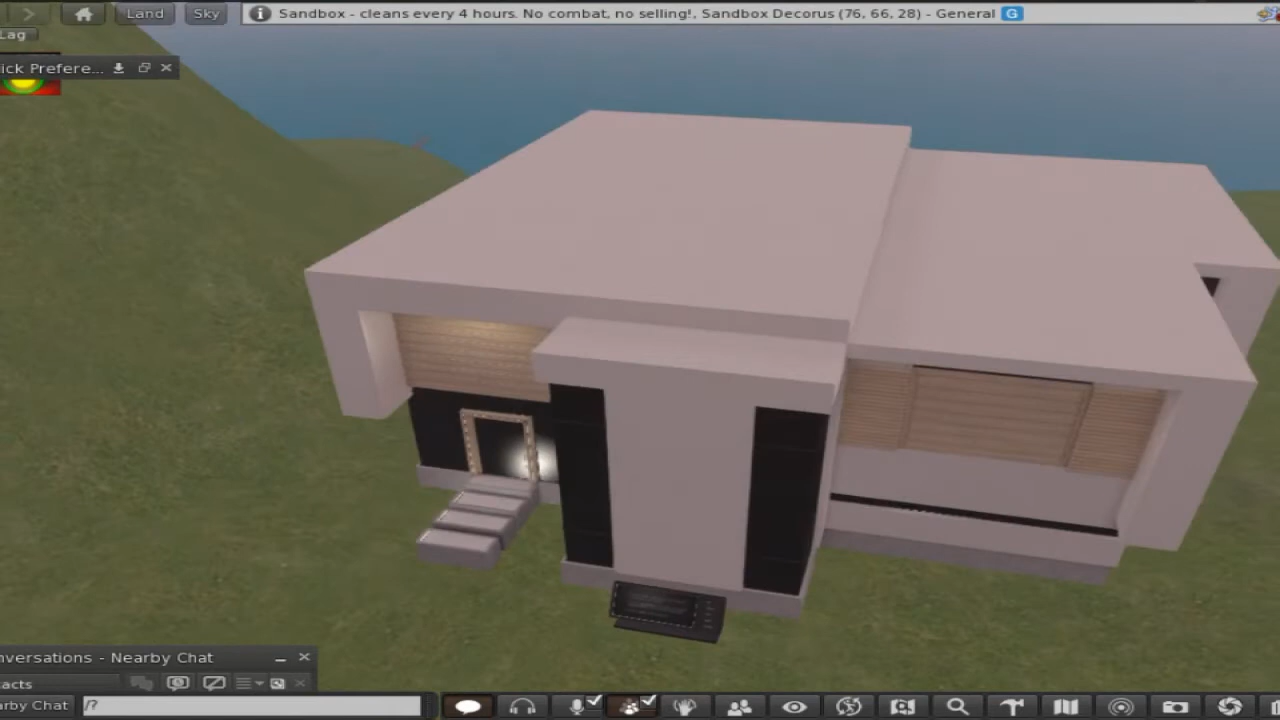 Land Sky Sandbox - cleans every 4 hours. No combat, no selling!, Sandbox Decorus (76, 66, 28) - General G
Lag
ick Prefere...
nversations - Nearby Chat
acts
arby Chat /?